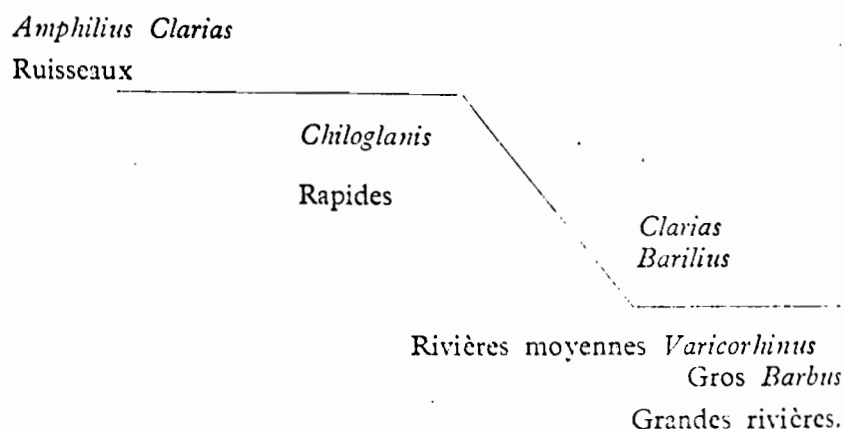 Amphilius Clarias
Ruisseaux
Chiloglanis
Rapides
Clarias
Barilius
Rivières moyennes Varicorhinus
Gros Barbus
Grandes rivières.